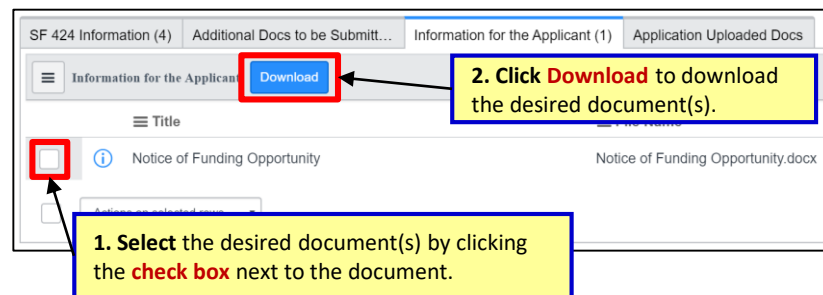 SF 424 Information (4) Additional Docs to be Submitt... Information for the Applicant (1) Application Uploaded Docs
Information for the Applicant Download
2. Click Download to download
the desired document(s).
Title
Notice of Funding Opportunity Notice of Funding Opportunity.docx
1. Select the desired document(s) by clicking
the check box next to the document.